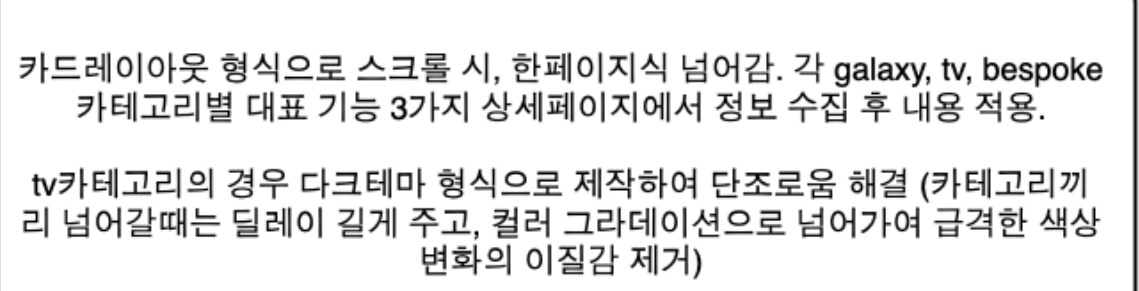 카드레이아웃 형식으로 스크롤 시, 한페이지식 넘어감. 각 galaxy, tv, bespoke
카테고리별 대표 기능 3가지 상세페이지에서 정보 수집 후 내용 적용.
tv카테고리의 경우 다크테마 형식으로 제작하여 단조로움 해결 (카테고리끼
리 넘어갈때는 딜레이 길게 주고, 컬러 그라데이션으로 넘어가여 급격한 색상
변화의 이질감 제거)